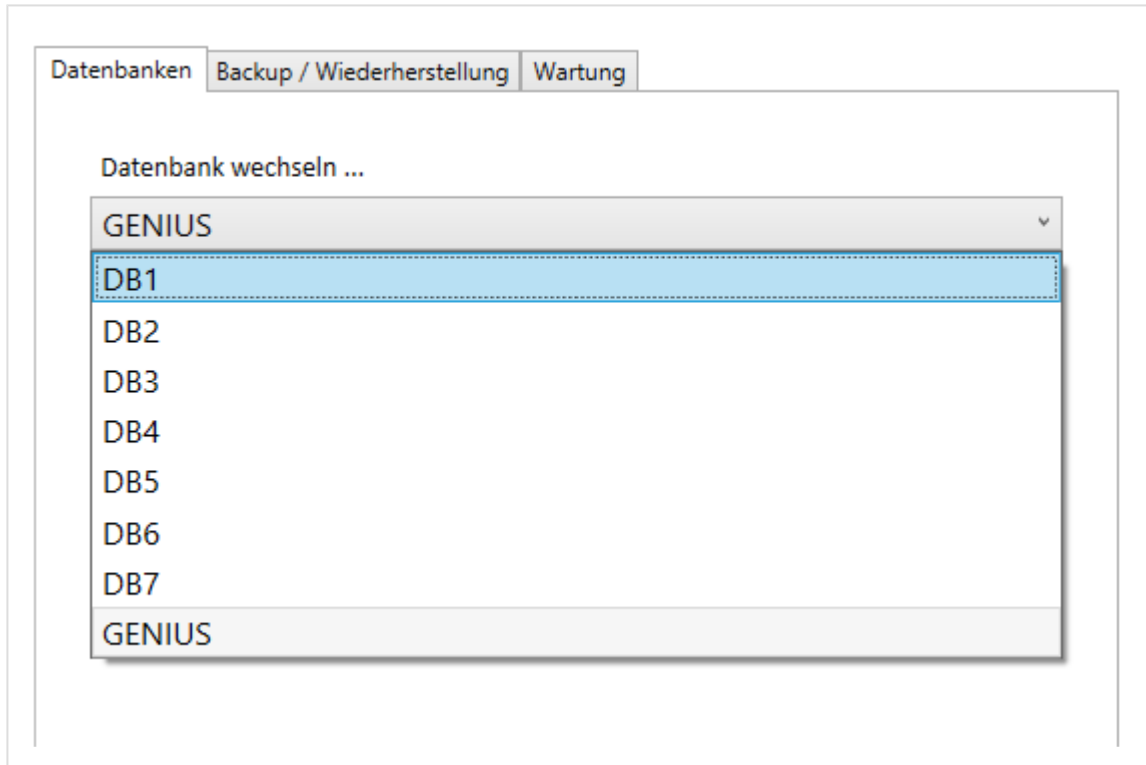 Datenbanken Backup / Wiederherstellung Wartung
Datenbank wechseln ...
GENIUS
DB1
DB2
DB3
DB4
DB5
DB6
DB7
GENIUS